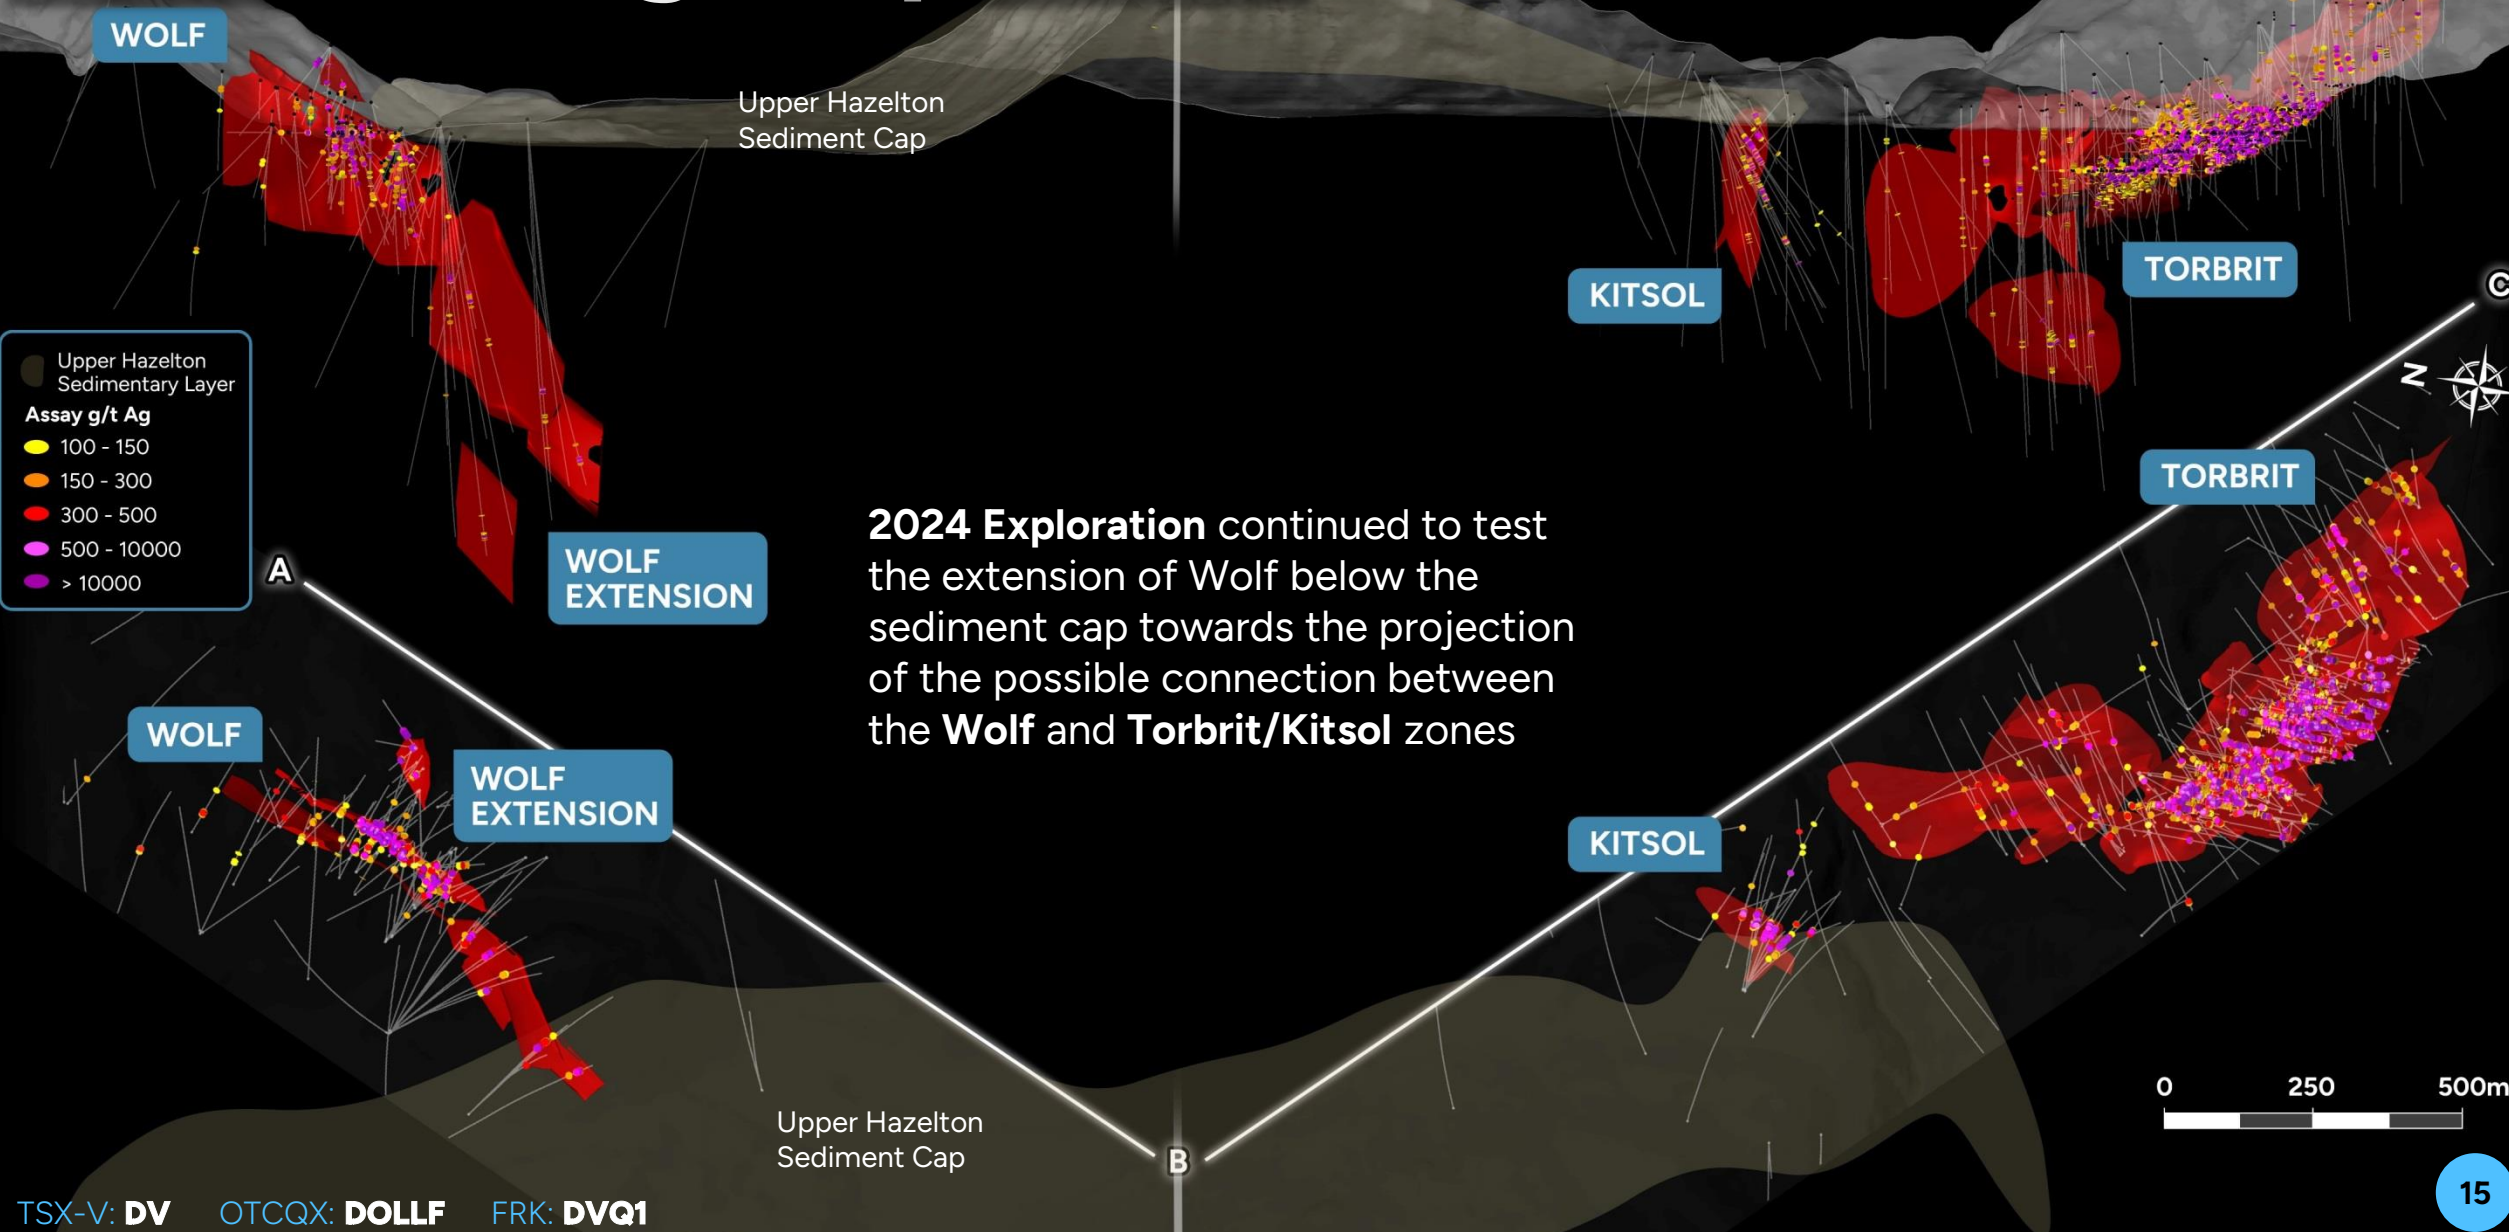 WOLF
Upper Hazelton
Sediment Cap
KITSOL
TORBRIT
C
N
Upper Hazelton
Sedimentary Layer
Assay g/t Ag
100 - 150
150 - 300
300 - 500
500 - 10000
> 10000
A
WOLF
EXTENSION
2024 Exploration continued to test
the extension of Wolf below the
sediment cap towards the projection
of the possible connection between
the Wolf and Torbrit/Kitsol zones
TORBRIT
WOLF
WOLF
EXTENSION
KITSOL
0 250 500m
Upper Hazelton
Sediment Cap
B
TSX-V: DV OTCQX: DOLLF FRK: DVQ1
15